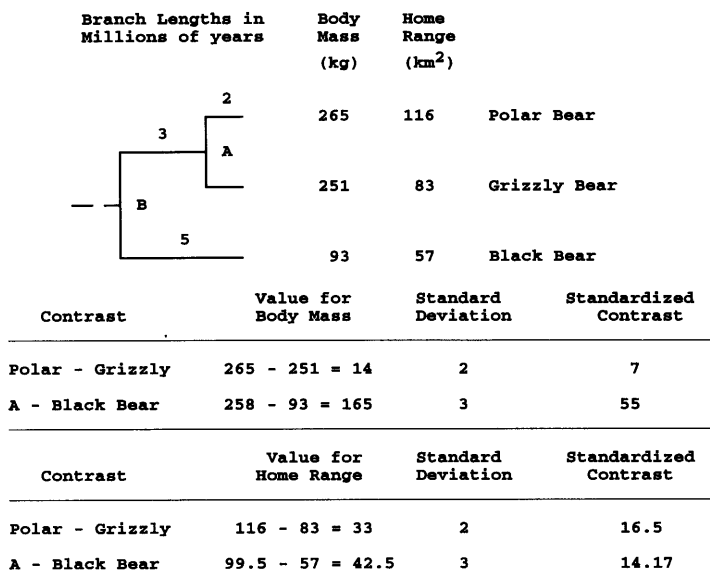 Branch Lengths in Body Home
Millions of years Mass Range
(kg) (km²)
2
265 116 Polar Bear
3
A
251 83 Grizzly Bear
B
5
93 57 Black Bear
Value for Standard Standardized
Contrast Body Mass Deviation Contrast
Polar - Grizzly 265 - 251 = 14 2 7
A - Black Bear 258 - 93 = 165 3 55
Value for Standard Standardized
Contrast Home Range Deviation Contrast
Polar - Grizzly 116 - 83 = 33 2 16.5
A - Black Bear 99.5 - 57 = 42.5 3 14.17